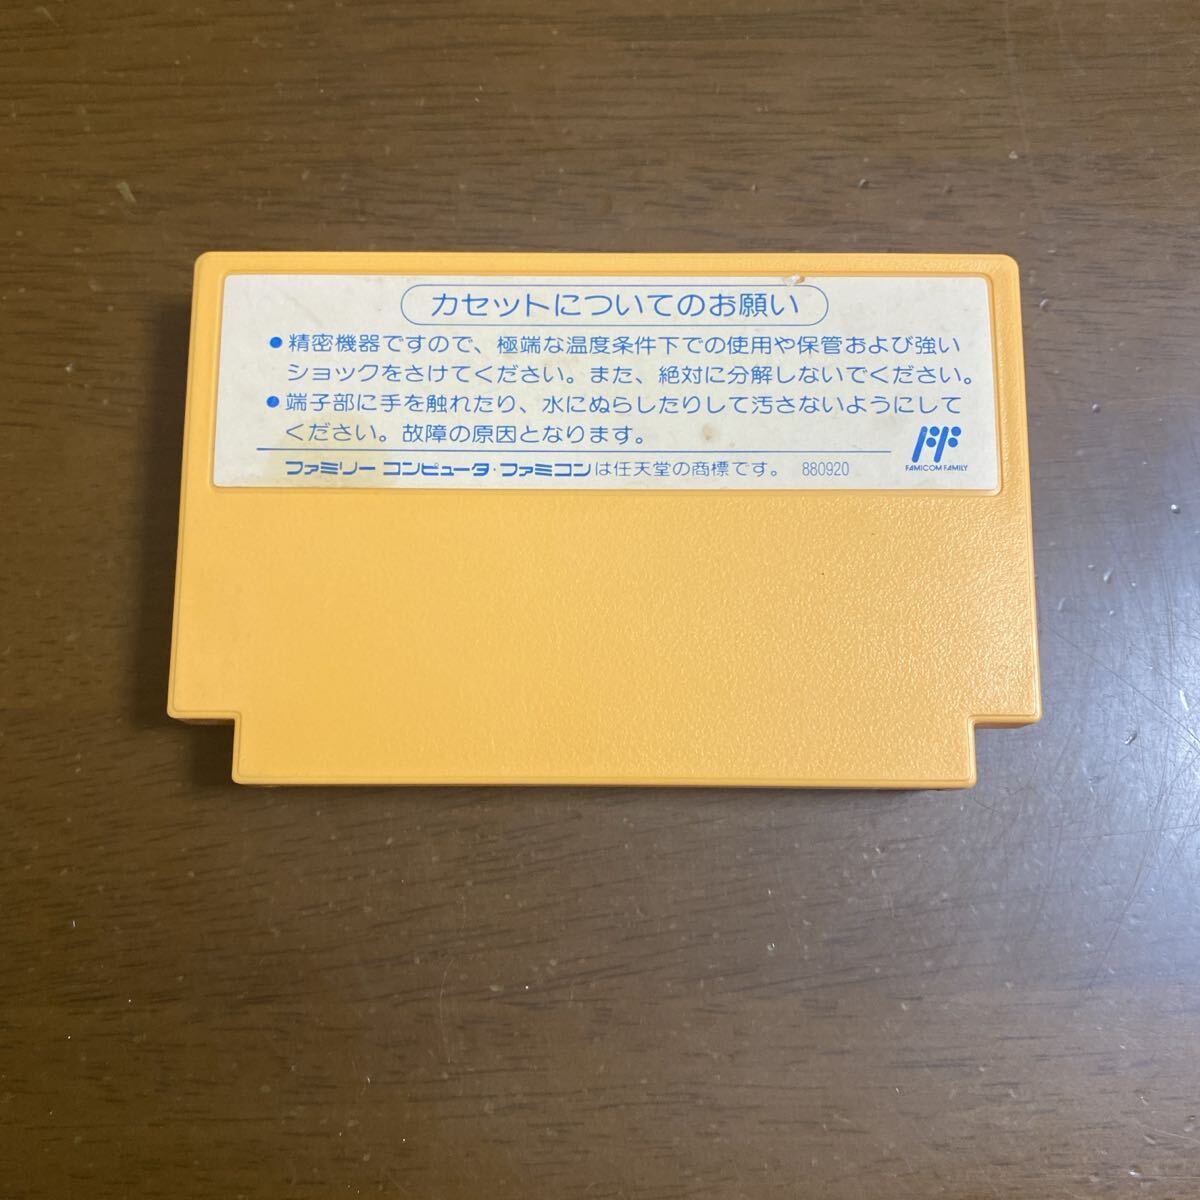 カセットについてのお願い
●精密機器ですので、極端な温度条件下での使用や保管および強い
ショックをさけてください。また、絶対に分解しないでください。
●端子部に手を触れたり、水にぬらしたりして汚さないようにして
ください。故障の原因となります。
ファミリー コンピュータ・ファミコンは任天堂の商標です。 880920
FAMICOM FAMILY